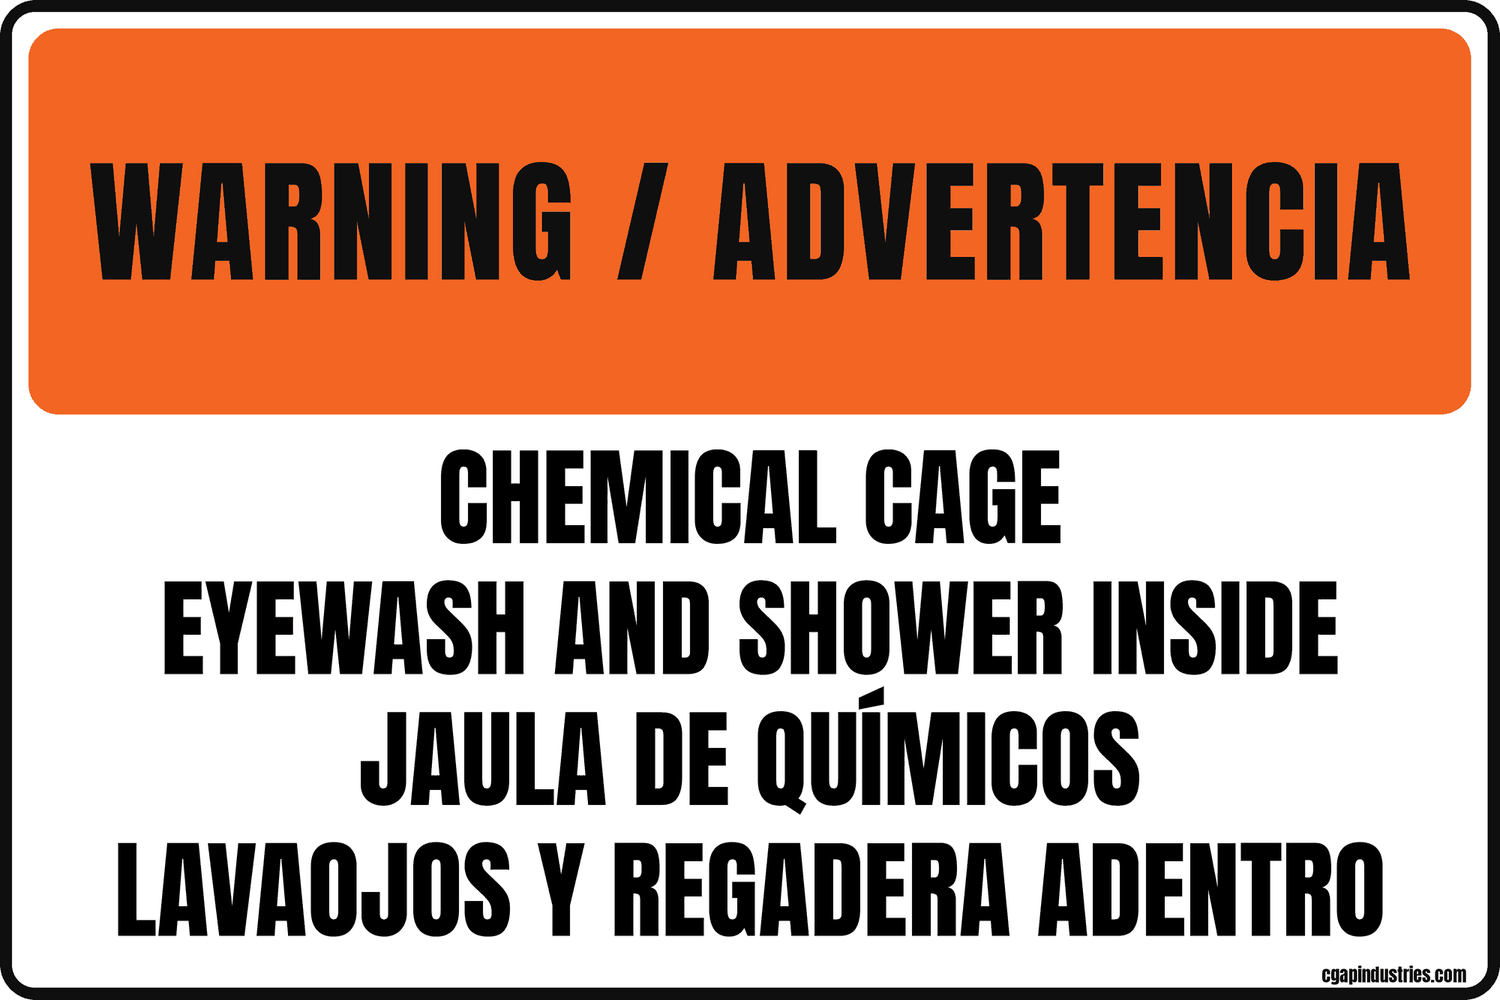 WARNING / ADVERTENCIA
CHEMICAL CAGE
EYEWASH AND SHOWER INSIDE
JAULA DE QUÍMICOS
LAVAOJOS Y REGADERA ADENTRO
cgapindustries.com